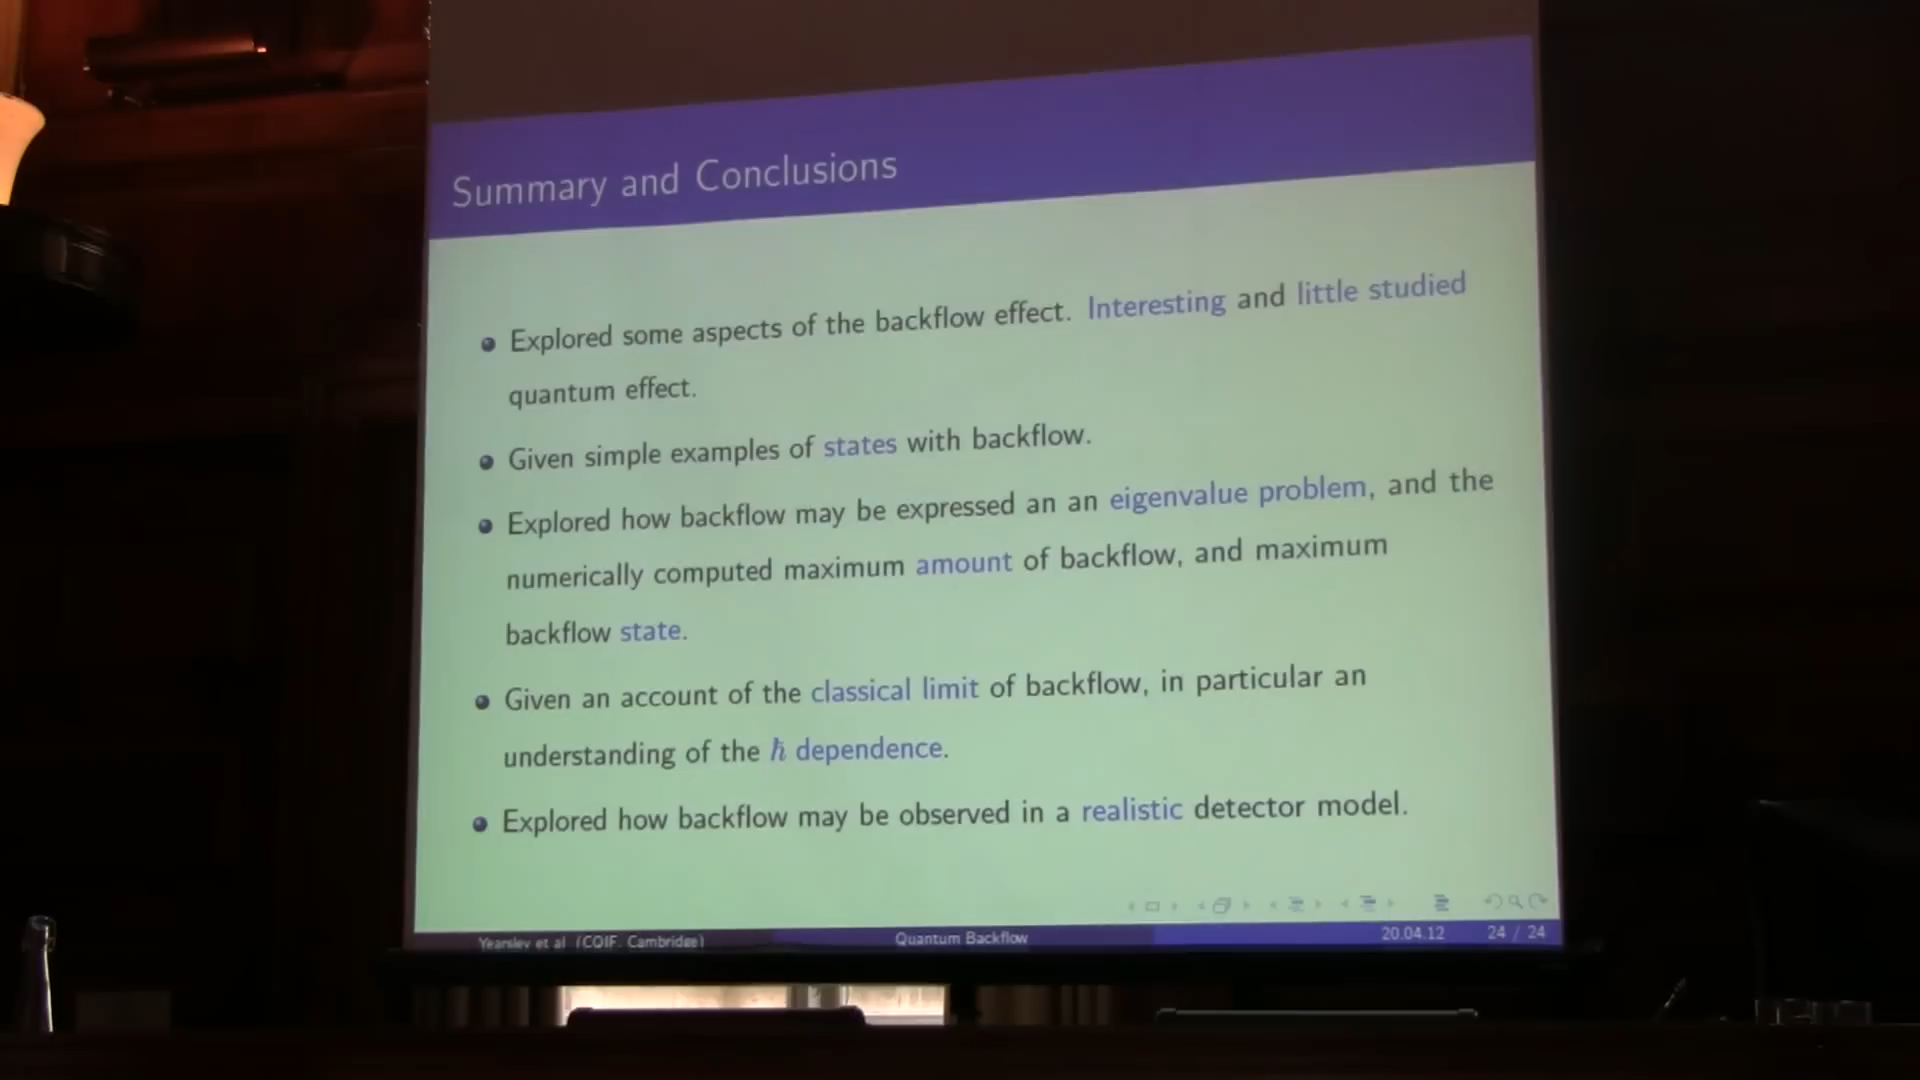 Summary and Conclusions
Explored some aspects of the backflow effect. Interesting and little studied
quantum effect.
Given simple examples of states with backflow.
Explored how backflow may be expressed an an eigenvalue problem, and the
numerically computed maximum amount of backflow, and maximum
backflow state.
Given an account of the classical limit of backflow, in particular an
understanding of the ℏ dependence.
Explored how backflow may be observed in a realistic detector model.
Yearsley et al (CQIF, Cambridge)
Quantum Backflow
20.04.12
24 / 24